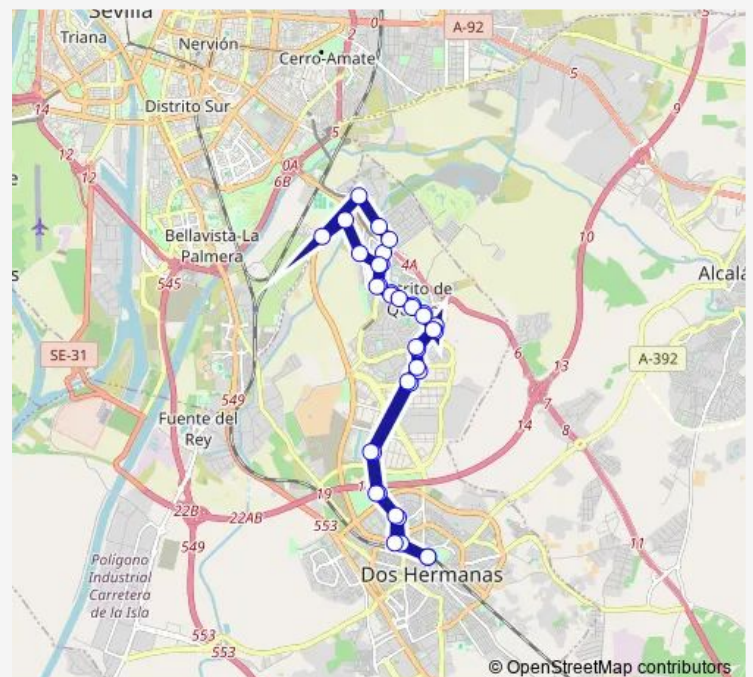 Sevilla
0
A-92
Triana
2
Nervión
Cerro-Amate
5
5
9
Distrito Sur
14
5
12
12
0A
6B
Bellavista-La
Palmera
10
4A
Alcalá
545
SE-31
6
13
A-392
7
549
Fuente del
Rey
8
14
19
22B
22AB
553
549
11
Dos Hermanas
Polígono
Industrial
Carretera
de la Isla
553
553
© OpenStreetMap contributors